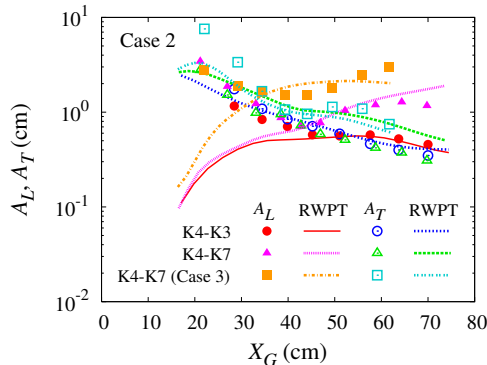 Case 2
10^1
10^0
10^-1
10^-2
A_L, A_T (cm)
A_L RWPT A_T RWPT
K4-K3
K4-K7
K4-K7 (Case 3)
0 10 20 30 40 50 60 70 80
X_G (cm)